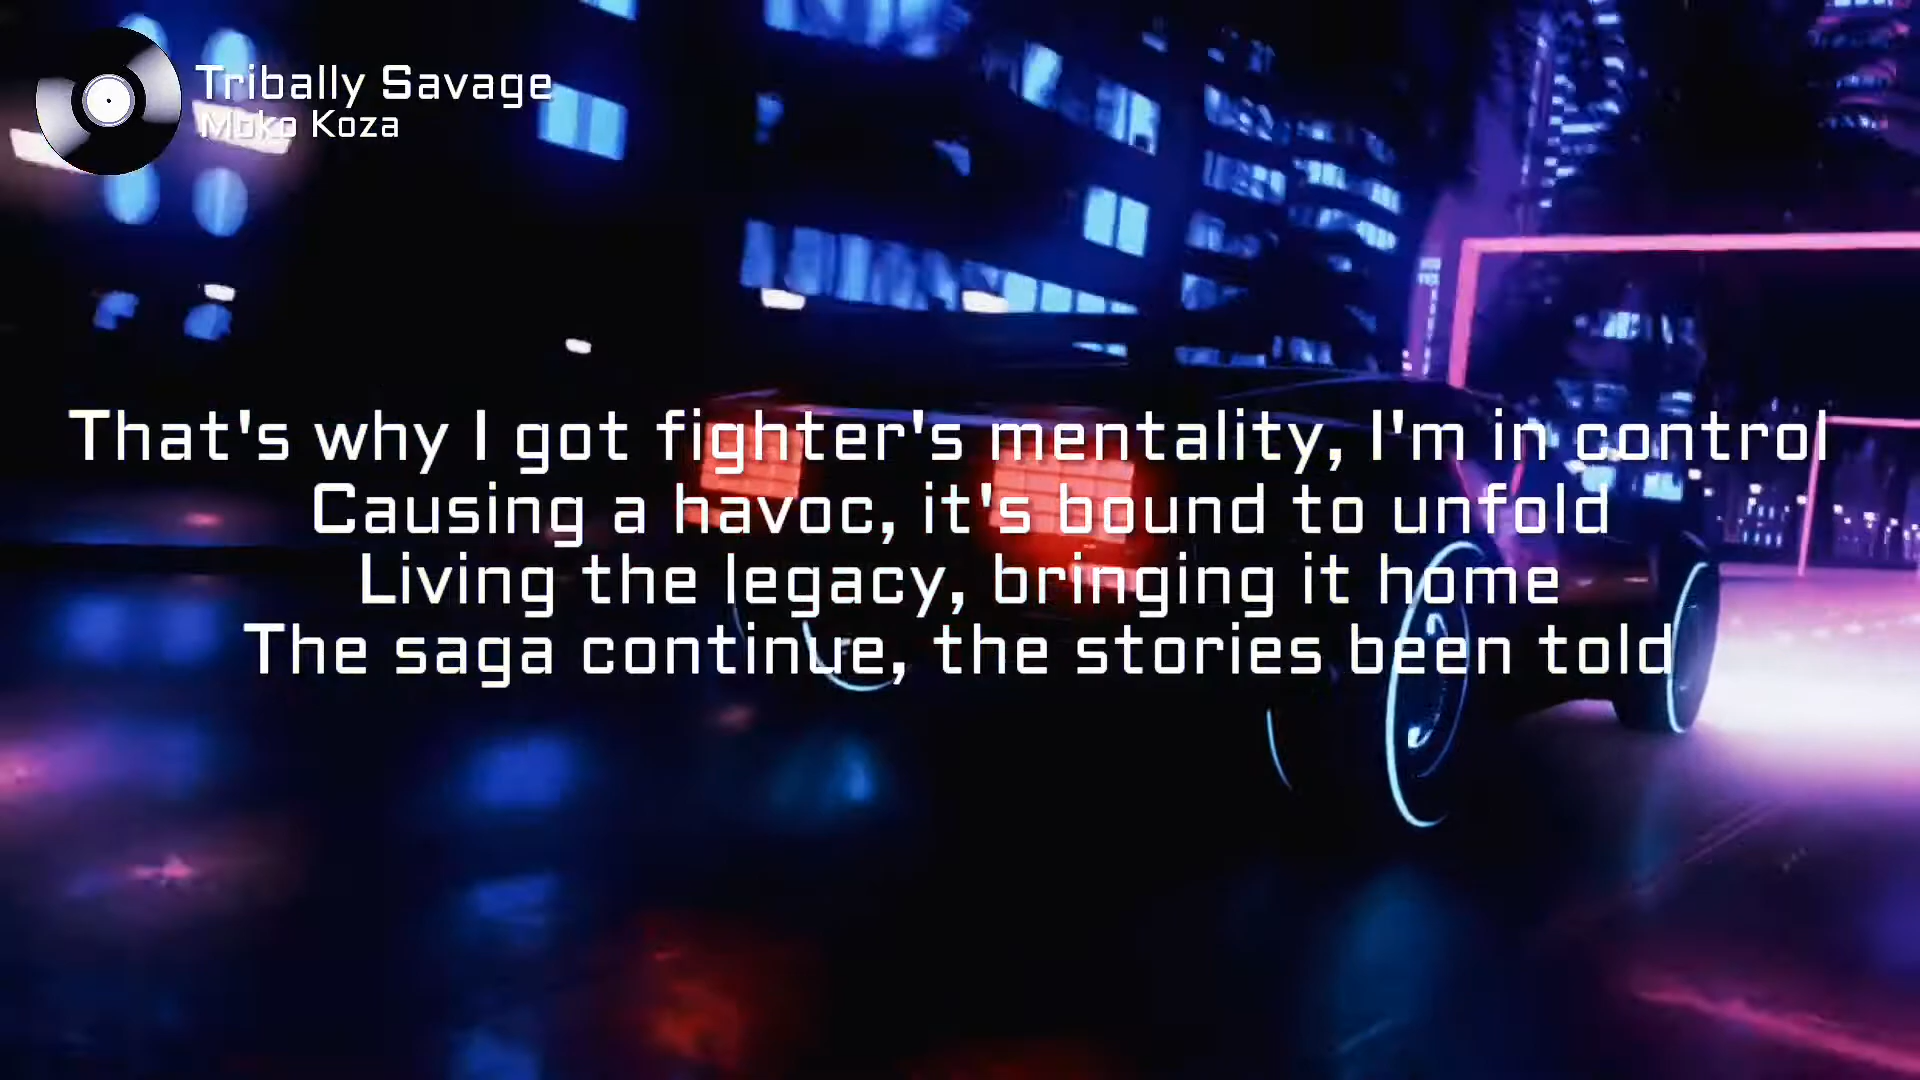 Tribally Savage
Moko Koza
That's why I got fighter's mentality, I'm in control
Causing a havoc, it's bound to unfold
Living the legacy, bringing it home
The saga continue, the stories been told